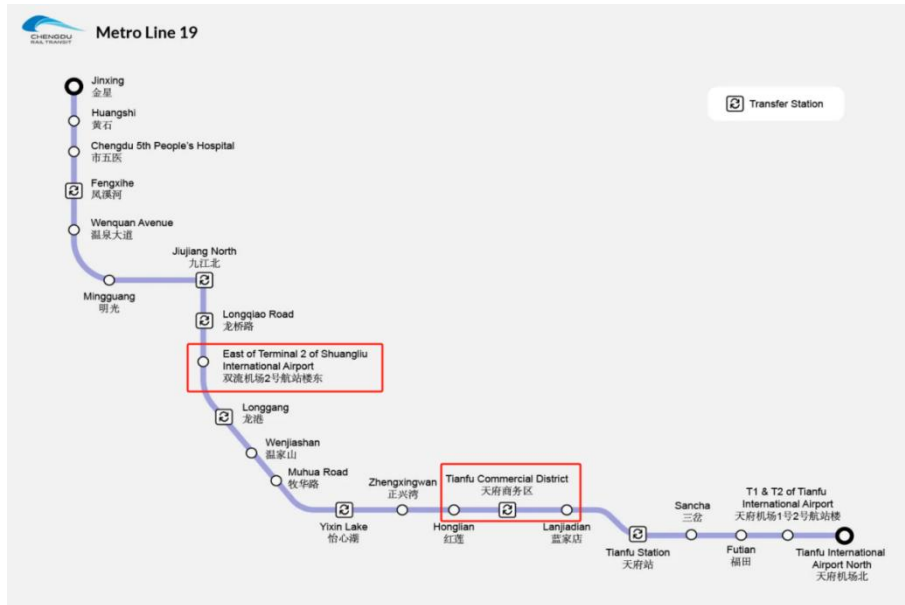 CHENGDU
RAIL TRANSIT
Metro Line 19
Transfer Station
Jinxing
金星
Huangshi
黄石
Chengdu 5th People's Hospital
市五医
Fengxihe
凤溪河
Wenquan Avenue
温泉大道
Mingguang
明光
Jiujiang North
九江北
Longqiao Road
龙桥路
East of Terminal 2 of Shuangliu
International Airport
双流机场2号航站楼东
Longgang
龙港
Wenjiashan
温家山
Muhua Road
牧华路
Yixin Lake
怡心湖
Zhengxingwan
正兴湾
Honglian
红莲
Tianfu Commercial District
天府商务区
Lanjiadian
蓝家店
Tianfu Station
天府站
Sancha
三岔
Futian
福田
T1 & T2 of Tianfu
International Airport
天府机场1号2号航站楼
Tianfu International
Airport North
天府机场北